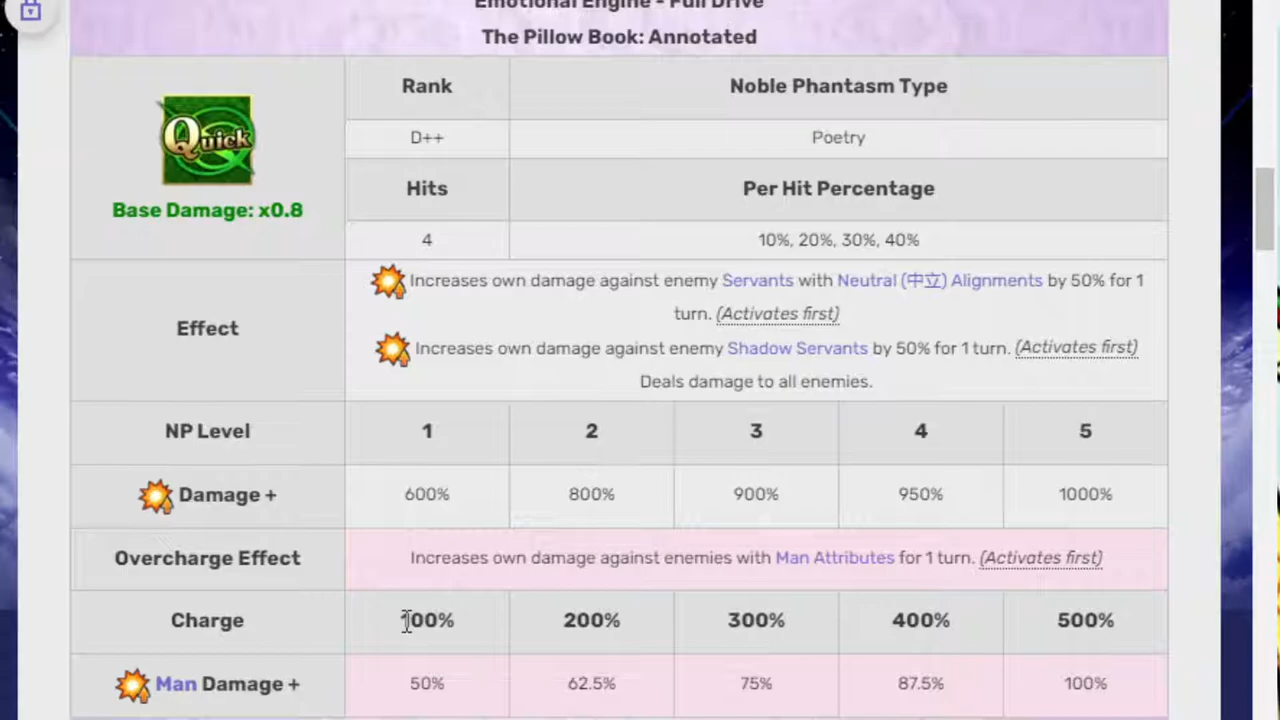 Emotional Engine - Full Drive
The Pillow Book: Annotated
Quick
Base Damage: x0.8
Rank
Noble Phantasm Type
D++
Poetry
Hits
Per Hit Percentage
4
10%, 20%, 30%, 40%
Effect
Increases own damage against enemy Servants with Neutral (中立) Alignments by 50% for 1
turn. (Activates first)
Increases own damage against enemy Shadow Servants by 50% for 1 turn. (Activates first)
Deals damage to all enemies.
NP Level
1
2
3
4
5
Damage +
600%
800%
900%
950%
1000%
Overcharge Effect
Increases own damage against enemies with Man Attributes for 1 turn. (Activates first)
Charge
100%
200%
300%
400%
500%
Man Damage +
50%
62.5%
75%
87.5%
100%